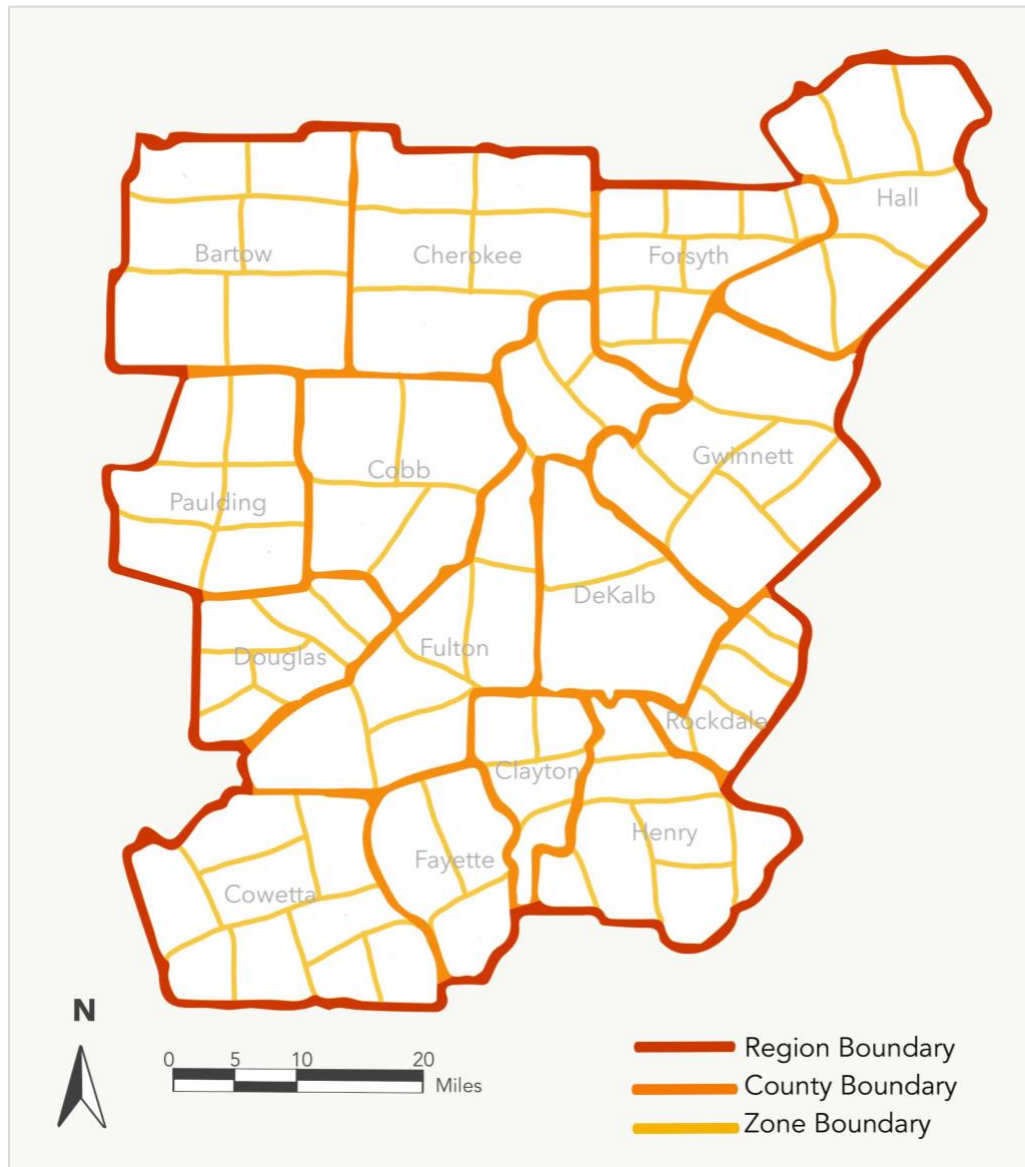 Hall
Bartow
Cherokee
Forsyth
Gwinnett
Cobb
Paulding
DeKalb
Fulton
Douglas
Rockdale
Clayton
Henry
Fayette
Cowetta
N
0 5 10 20
Miles
Region Boundary
County Boundary
Zone Boundary